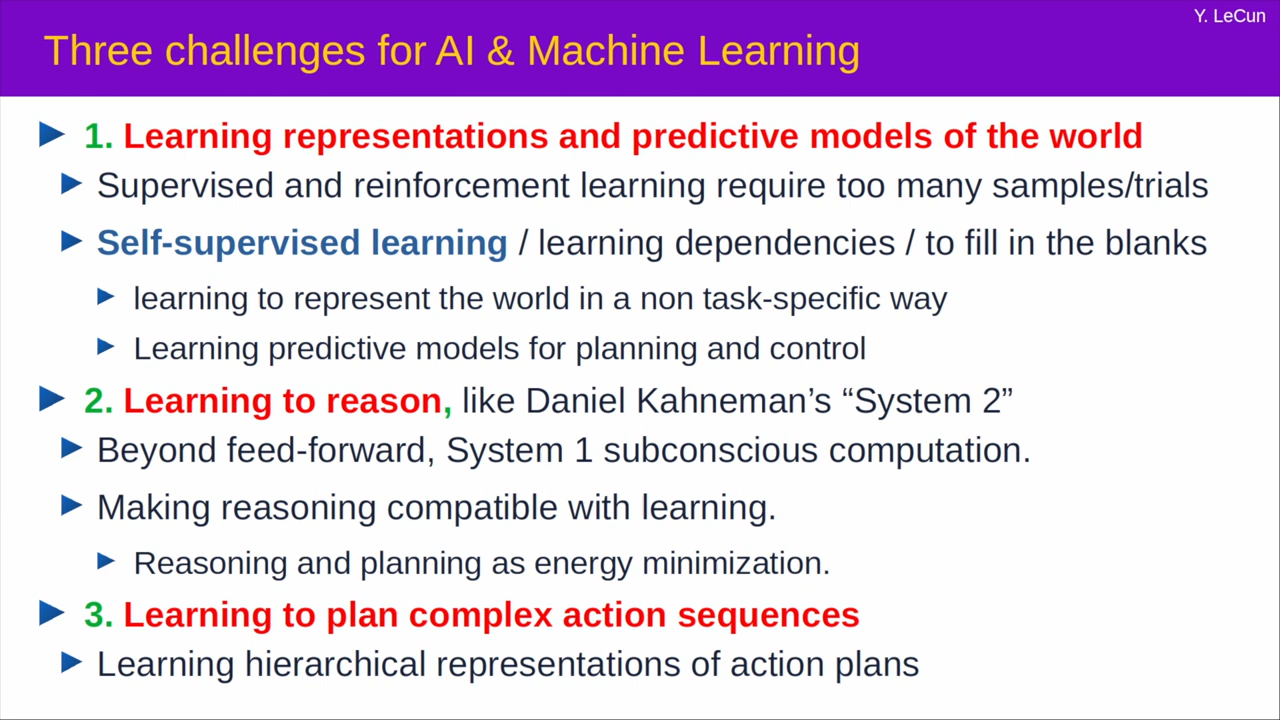 Y. LeCun
Three challenges for AI & Machine Learning
1. Learning representations and predictive models of the world
Supervised and reinforcement learning require too many samples/trials
Self-supervised learning / learning dependencies / to fill in the blanks
learning to represent the world in a non task-specific way
Learning predictive models for planning and control
2. Learning to reason, like Daniel Kahneman’s “System 2”
Beyond feed-forward, System 1 subconscious computation.
Making reasoning compatible with learning.
Reasoning and planning as energy minimization.
3. Learning to plan complex action sequences
Learning hierarchical representations of action plans